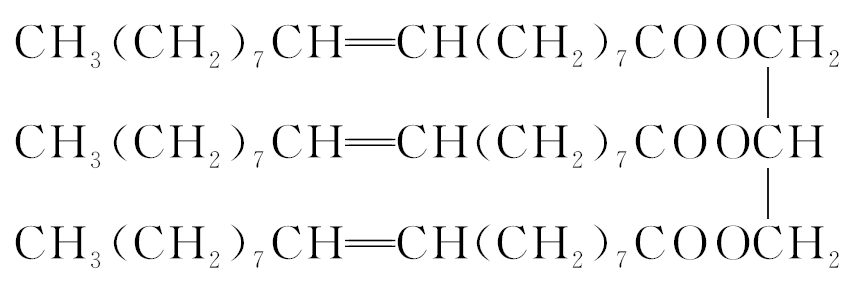 CH₃(CH₂)₇CH=CH(CH₂)₇COOCH₂
CH₃(CH₂)₇CH=CH(CH₂)₇COOCH
CH₃(CH₂)₇CH=CH(CH₂)₇COOCH₂